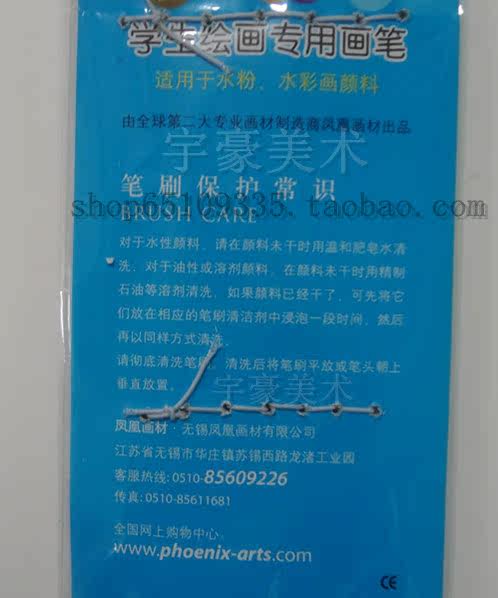 学生绘画专用画笔
适用于水粉、水彩画颜料
由全球第二大专业画材制造商凤凰画材出品
宇豪美术
笔刷保护常识
shop65109335.taobao.com
BRUSH CARE
对于水性颜料，请在颜料未干时用温和肥皂水清
洗，对于油性或溶剂颜料，在颜料未干时用精制
石油等溶剂清洗，如果颜料已经干了，可先将它
们放在相应的笔刷清洁剂中浸泡一段时间，然后
再以同样方式清洗。
请彻底清洗笔刷，清洗后将笔刷平放或笔头朝上
垂直放置。
宇豪美术
凤凰画材·无锡凤凰画材有限公司
江苏省无锡市华庄镇苏锡西路龙渚工业园
客服热线: 0510-85609226
传真: 0510-85611681
全国网上购物中心
www.phoenix-arts.com
CE